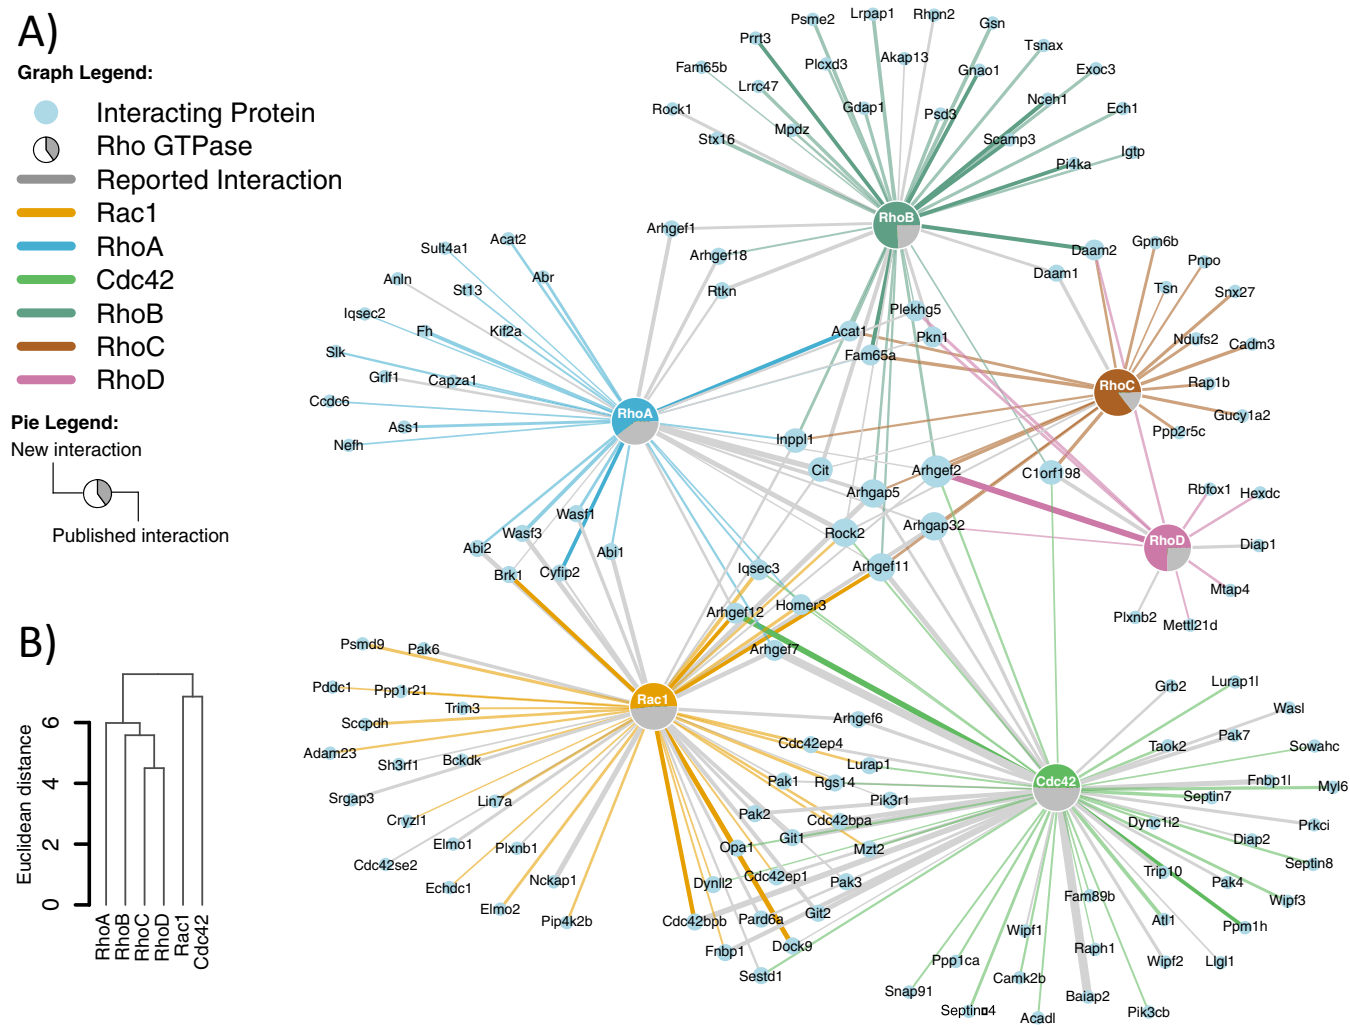 A)
Graph Legend:
Interacting Protein
Rho GTPase
Reported Interaction
Rac1
RhoA
Cdc42
RhoB
RhoC
RhoD
Pie Legend:
New interaction
Published interaction
Psme2
Lrpap1
Rhpn2
Gsn
Prrt3
Tsnax
Fam65b
Plcxd3
Akap13
Gnao1
Exoc3
Lrrc47
Rock1
Gdap1
Psd3
Nceh1
Ech1
Stx16
Mpdz
Scamp3
Igtp
Pi4ka
RhoB
Arhgef1
Arhgef18
Rtkn
Daam2
Daam1
Gpm6b
Pnpo
Tsn
Snx27
Ndufs2
Cadm3
Rap1b
Gucy1a2
Ppp2r5c
RhoC
Sult4a1
Acat2
Anln
St13
Abr
Iqsec2
Fh
Kif2a
Slk
Grlf1
Capza1
Ccdc6
Ass1
Nefh
RhoA
Plekhg5
Acat1
Pkn1
Fam65a
Inppl1
Cit
Arhgef2
C1orf198
Arhgap5
Rock2
Arhgap32
Arhgef11
Rbfox1
Hexdc
RhoD
Diap1
Mtap4
Plxnb2
Mettl21d
Wasf1
Wasf3
Abi2
Abi1
Brk1
Cyfip2
Iqsec3
Arhgef12
Homer3
Arhgef7
B)
Euclidean distance
6
4
2
0
RhoA
RhoB
RhoC
RhoD
Rac1
Cdc42
Psmd9
Pak6
Pddc1
Ppp1r21
Trim3
Sccpdh
Adam23
Sh3rf1
Bckdk
Srgap3
Lin7a
Cryzl1
Elmo1
Plxnb1
Cdc42se2
Echdc1
Nckap1
Elmo2
Pip4k2b
Rac1
Arhgef6
Cdc42ep4
Lurap1
Pak1
Rgs14
Pik3r1
Pak2
Cdc42bpa
Git1
Opa1
Mzt2
Dynll2
Cdc42ep1
Pak3
Cdc42bpb
Pard6a
Git2
Fnbp1
Dock9
Sestd1
Cdc42
Grb2
Lurap1l
Wasl
Taok2
Pak7
Sowahc
Fnbp1l
Myl6
Septin7
Prkci
Dync1i2
Diap2
Septin8
Trip10
Pak4
Wipf3
Fam89b
Atl1
Ppm1h
Wipf1
Raph1
Wipf2
Llgl1
Ppp1ca
Camk2b
Snap91
Baiap2
Septin14
Acadl
Pik3cb